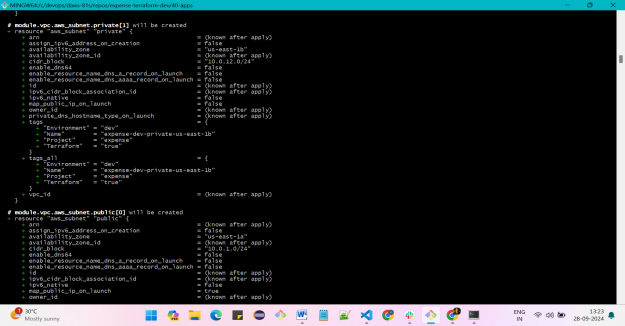 MINGW64:/c/devops/daws-81s/repos/expense-terraform-dev/40-apps
}
# module.vpc.aws_subnet.private[1] will be created
+ resource "aws_subnet" "private" {
+ arn = (known after apply)
+ assign_ipv6_address_on_creation = false
+ availability_zone = "us-east-1b"
+ availability_zone_id = (known after apply)
+ cidr_block = "10.0.12.0/24"
+ enable_dns64 = false
+ enable_resource_name_dns_a_record_on_launch = false
+ enable_resource_name_dns_aaaa_record_on_launch = false
+ id = (known after apply)
+ ipv6_cidr_block_association_id = (known after apply)
+ ipv6_native = false
+ map_public_ip_on_launch = false
+ owner_id = (known after apply)
+ private_dns_hostname_type_on_launch = (known after apply)
+ tags = {
+ "Environment" = "dev"
+ "Name" = "expense-dev-private-us-east-1b"
+ "Project" = "expense"
+ "Terraform" = "true"
}
+ tags_all = {
+ "Environment" = "dev"
+ "Name" = "expense-dev-private-us-east-1b"
+ "Project" = "expense"
+ "Terraform" = "true"
}
+ vpc_id = (known after apply)
}
# module.vpc.aws_subnet.public[0] will be created
+ resource "aws_subnet" "public" {
+ arn = (known after apply)
+ assign_ipv6_address_on_creation = false
+ availability_zone = "us-east-1a"
+ availability_zone_id = (known after apply)
+ cidr_block = "10.0.1.0/24"
+ enable_dns64 = false
+ enable_resource_name_dns_a_record_on_launch = false
+ enable_resource_name_dns_aaaa_record_on_launch = false
+ id = (known after apply)
+ ipv6_cidr_block_association_id = (known after apply)
+ ipv6_native = false
+ map_public_ip_on_launch = true
+ owner_id = (known after apply)
30°C
Mostly sunny
ENG
IN
13:23
28-09-2024